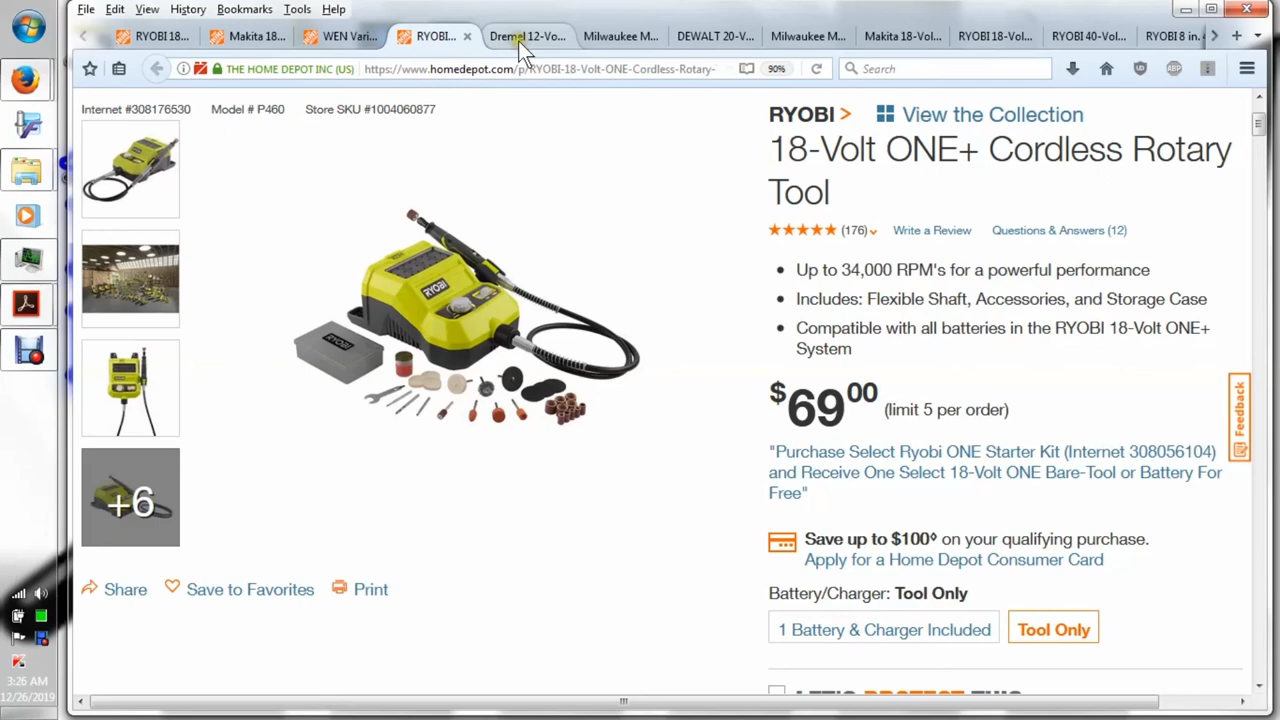 File Edit View History Bookmarks Tools Help
RYOBI 18... Makita 18... WEN Vari... RYOBI... Dremel 12-Vo... Milwaukee M... DEWALT 20-V... Milwaukee M... Makita 18-Vol... RYOBI 18-Vol... RYOBI 40-Vol... RYOBI 8 in.
THE HOME DEPOT INC (US) https://www.homedepot.com/p/RYOBI-18-Volt-ONE-Cordless-Rotary- 90% Search
Internet #308176530 Model # P460 Store SKU #1004060877
RYOBI > View the Collection
18-Volt ONE+ Cordless Rotary
Tool
(176) Write a Review Questions & Answers (12)
• Up to 34,000 RPM's for a powerful performance
• Includes: Flexible Shaft, Accessories, and Storage Case
• Compatible with all batteries in the RYOBI 18-Volt ONE+
System
RYOBI
RYOBI
$69 00 (limit 5 per order)
Feedback
"Purchase Select Ryobi ONE Starter Kit (Internet 308056104)
and Receive One Select 18-Volt ONE Bare-Tool or Battery For
Free"
+6
Save up to $100◊ on your qualifying purchase.
Apply for a Home Depot Consumer Card
Share Save to Favorites Print
Battery/Charger: Tool Only
1 Battery & Charger Included Tool Only
LET'S PROTECT THIS
3:26 AM
12/26/2019